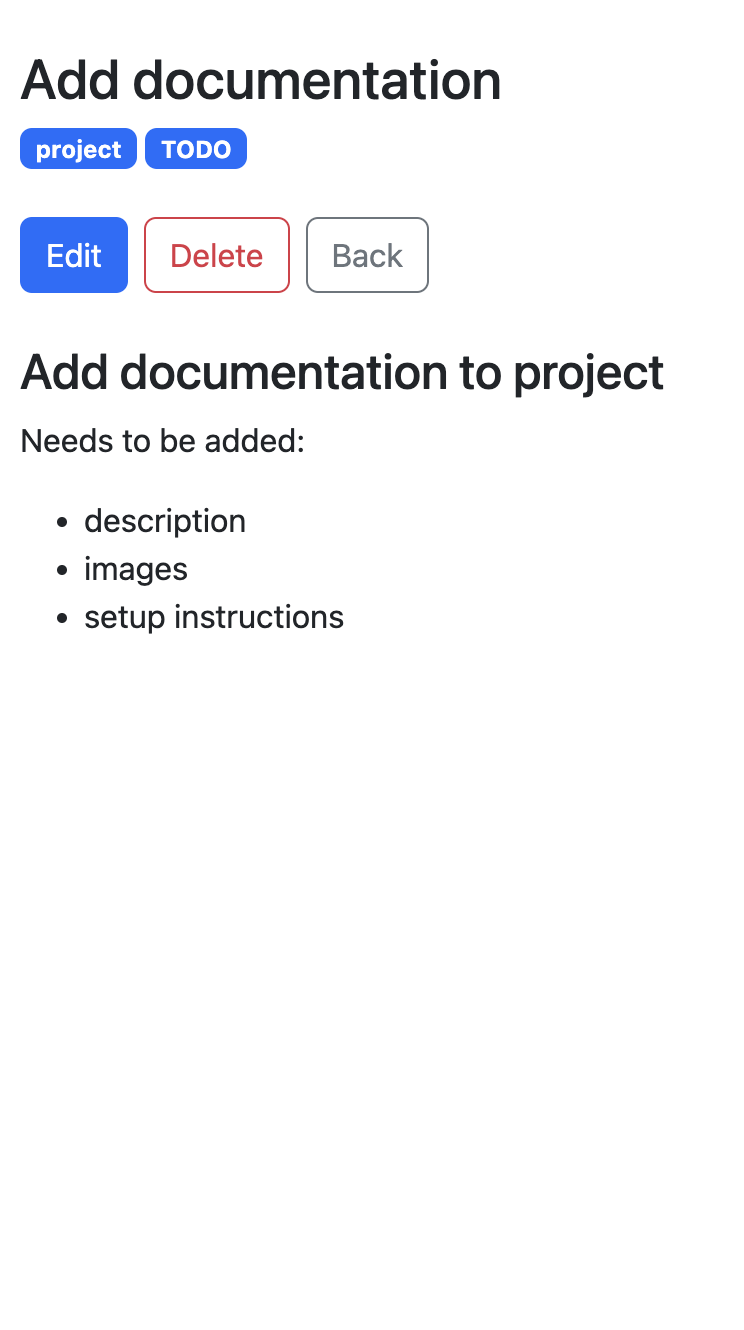 Add documentation
project TODO
Edit Delete Back
Add documentation to project
Needs to be added:
description
images
setup instructions